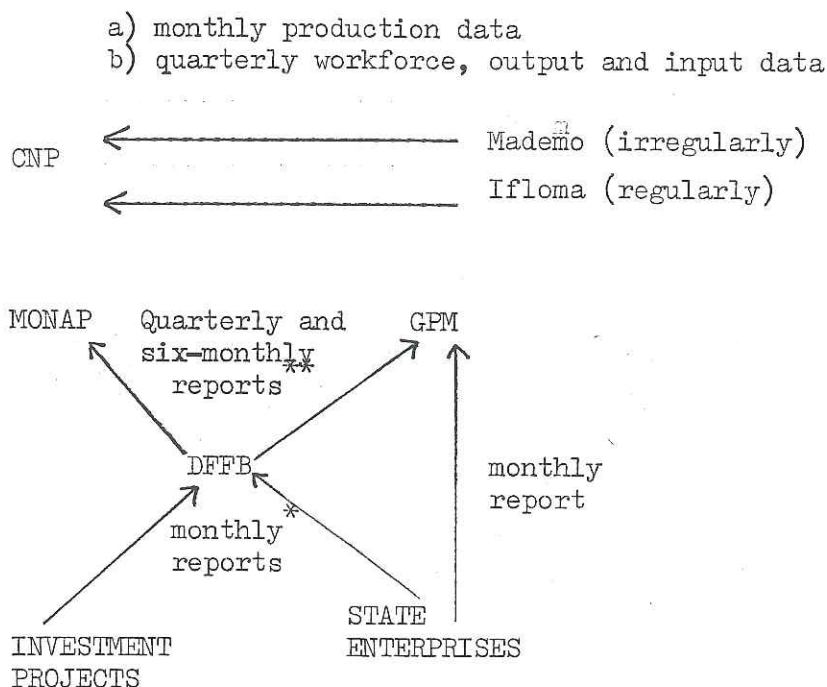 a) monthly production data
b) quarterly workforce, output and input data
CNP
Mademo (irregularly)
m
Ifloma (regularly)
MONAP
Quarterly and
six-monthly
reports**
GPM
DFFB
monthly
report
monthly*
reports
STATE
ENTERPRISES
INVESTMENT
PROJECTS